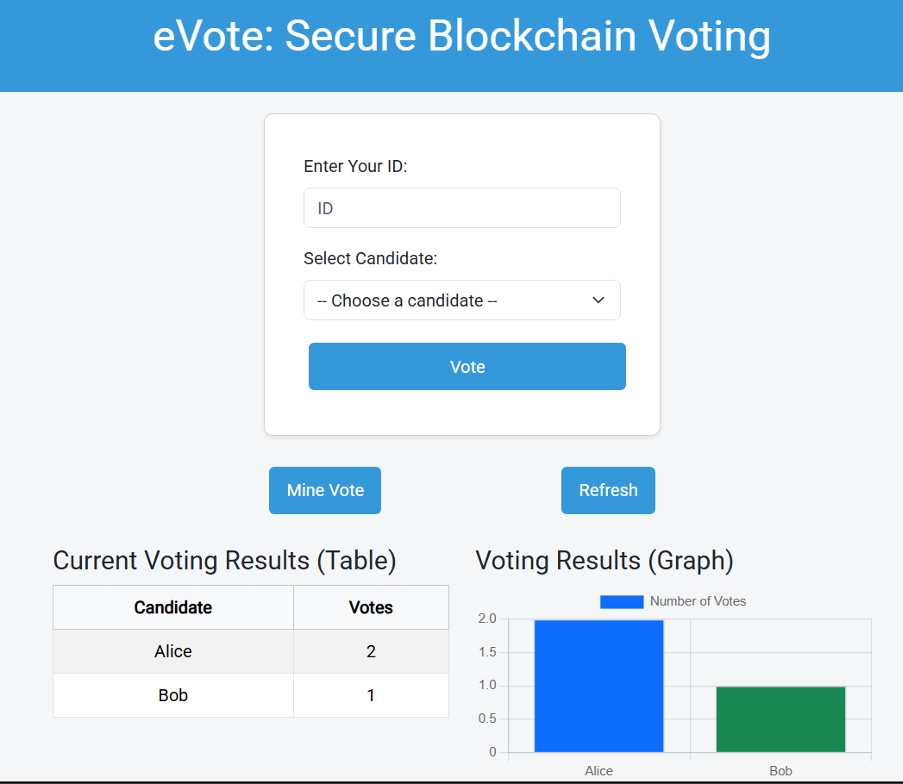 eVote: Secure Blockchain Voting
Enter Your ID:
ID
Select Candidate:
-- Choose a candidate --
Vote
Mine Vote
Refresh
Current Voting Results (Table)
Candidate Votes
Alice 2
Bob 1
Voting Results (Graph)
Number of Votes
2.0
1.5
1.0
0.5
0
Alice Bob